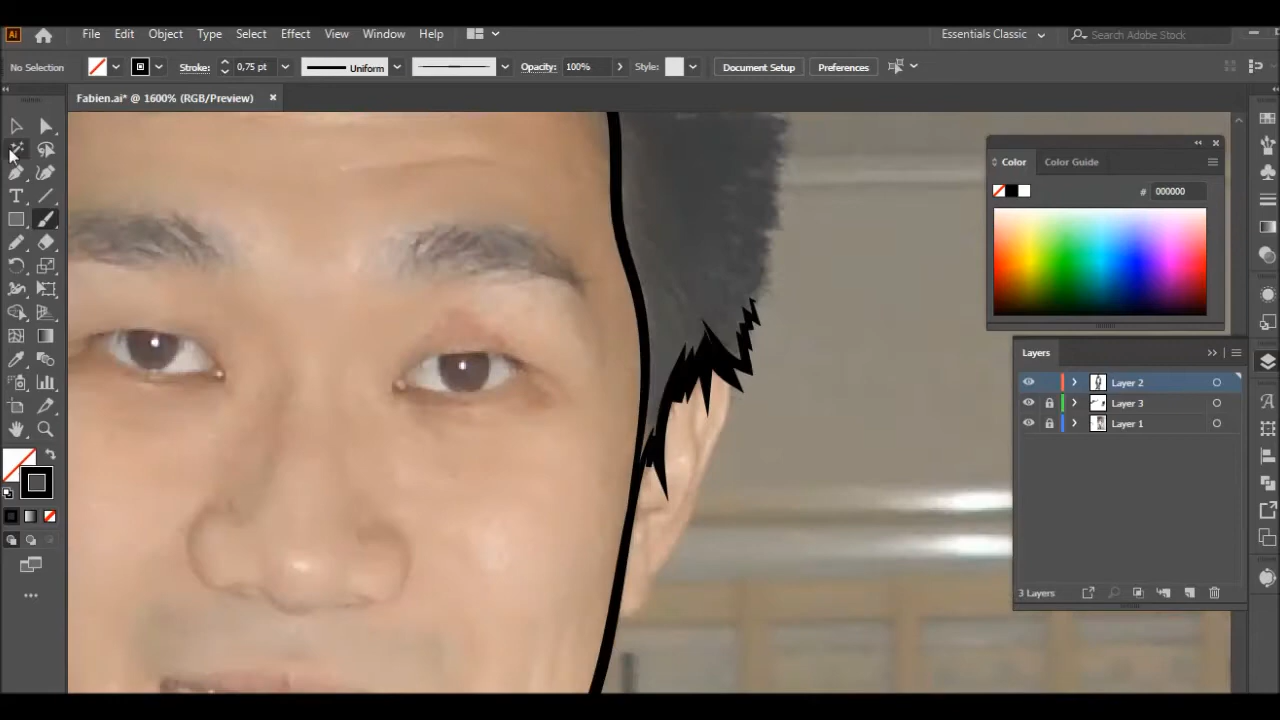 Ai File Edit Object Type Select Effect View Window Help Essentials Classic Search Adobe Stock
No Selection Stroke: 0,75 pt Uniform Opacity: 100% Style: Document Setup Preferences
Fabien.ai* @ 1600% (RGB/Preview)
Color Color Guide
# 000000
Layers
Layer 2
Layer 3
Layer 1
3 Layers